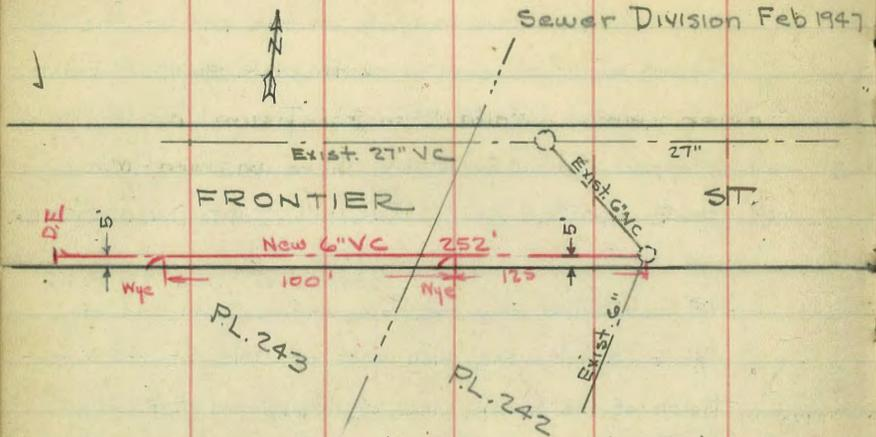 Sewer Division Feb 1947
N
Exist. 27" VC
27"
Exist. 6" VC
FRONTIER ST.
D.E.
5'
New 6" VC 252'
5'
Wye
100'
Wye
125
P.L. 243
P.L. 242
Exist. 6"